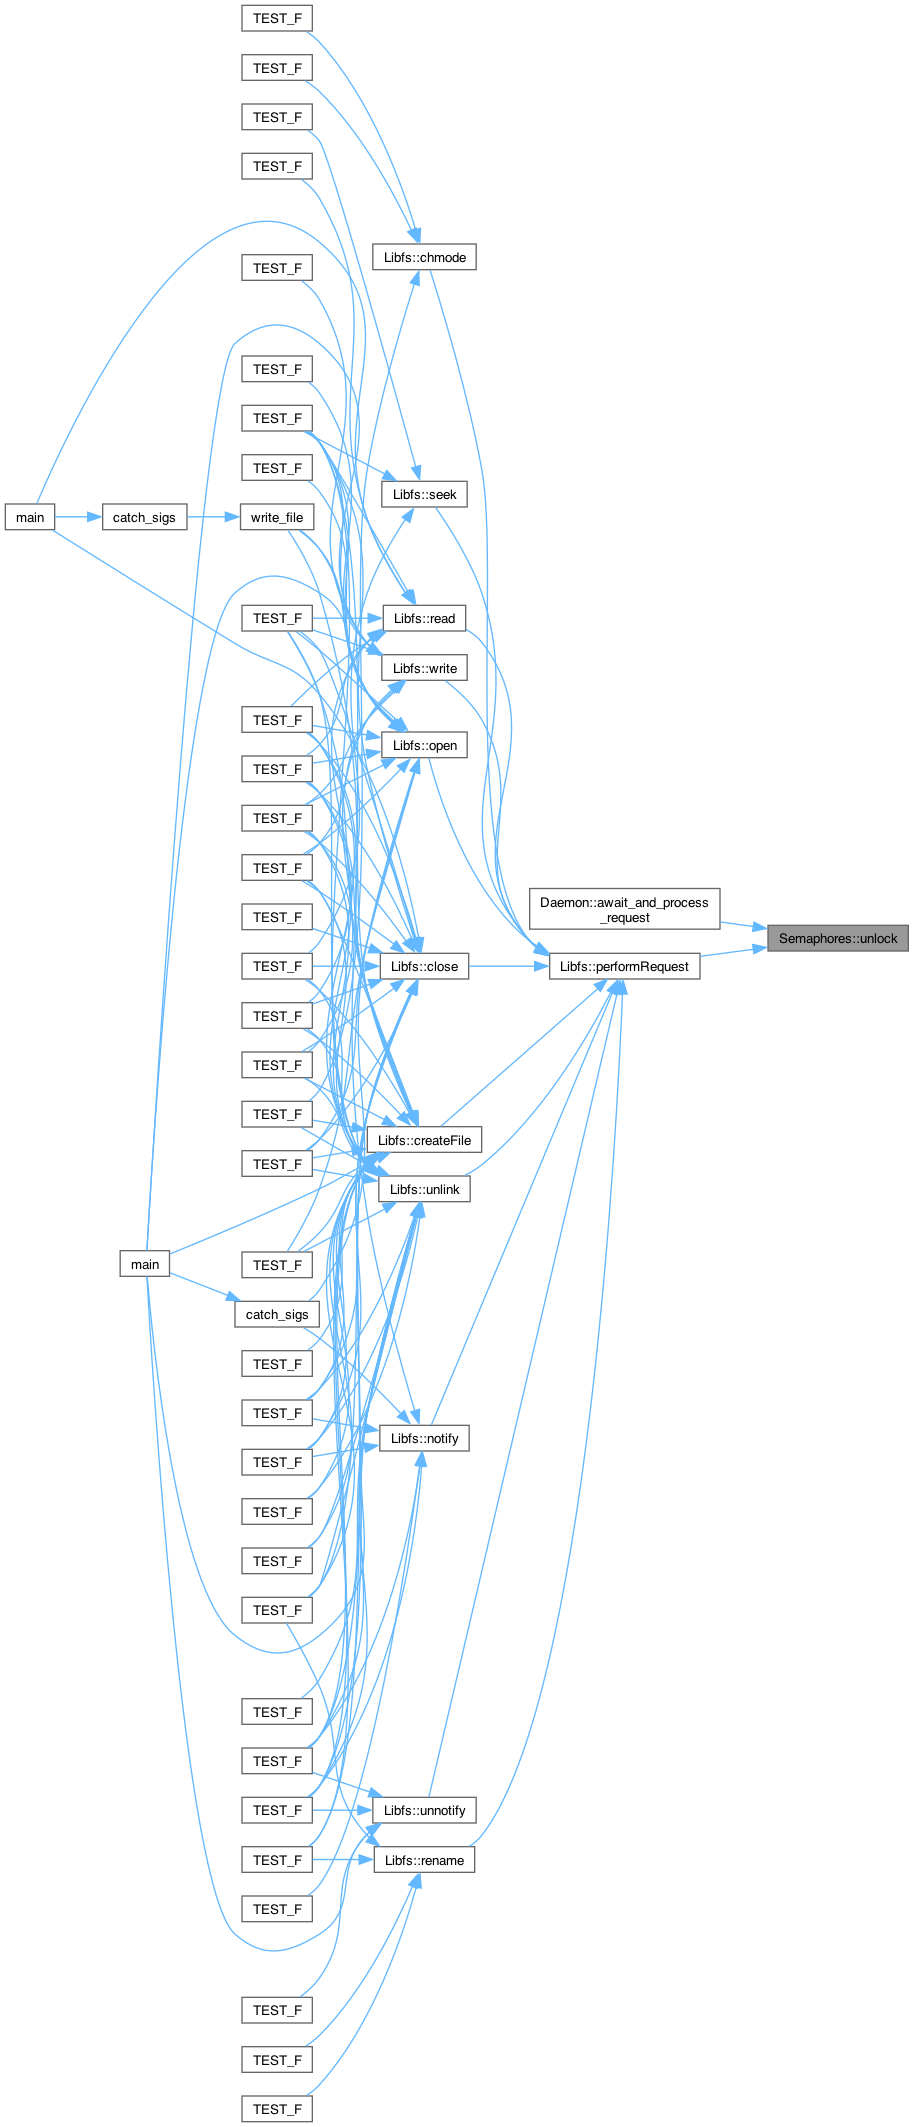 TEST_F
TEST_F
TEST_F
TEST_F
Libfs::chmode
TEST_F
TEST_F
TEST_F
TEST_F
Libfs::seek
main
catch_sigs
write_file
TEST_F
Libfs::read
Libfs::write
TEST_F
Libfs::open
TEST_F
TEST_F
TEST_F
Daemon::await_and_process
_request
TEST_F
Semaphores::unlock
TEST_F
Libfs::close
Libfs::performRequest
TEST_F
TEST_F
TEST_F
Libfs::createFile
TEST_F
Libfs::unlink
main
TEST_F
catch_sigs
TEST_F
TEST_F
Libfs::notify
TEST_F
TEST_F
TEST_F
TEST_F
TEST_F
TEST_F
TEST_F
Libfs::unnotify
TEST_F
Libfs::rename
TEST_F
TEST_F
TEST_F
TEST_F